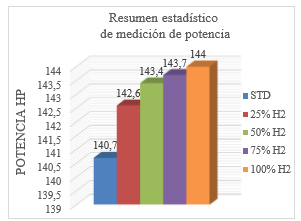 Resumen estadístico
de medición de potencia
POTENCIA HP
144
143,5
143
142,5
142
141,5
141
140,5
140
139,5
139
140,7
142,6
143,4
143,7
144
STD
25% H2
50% H2
75% H2
100% H2